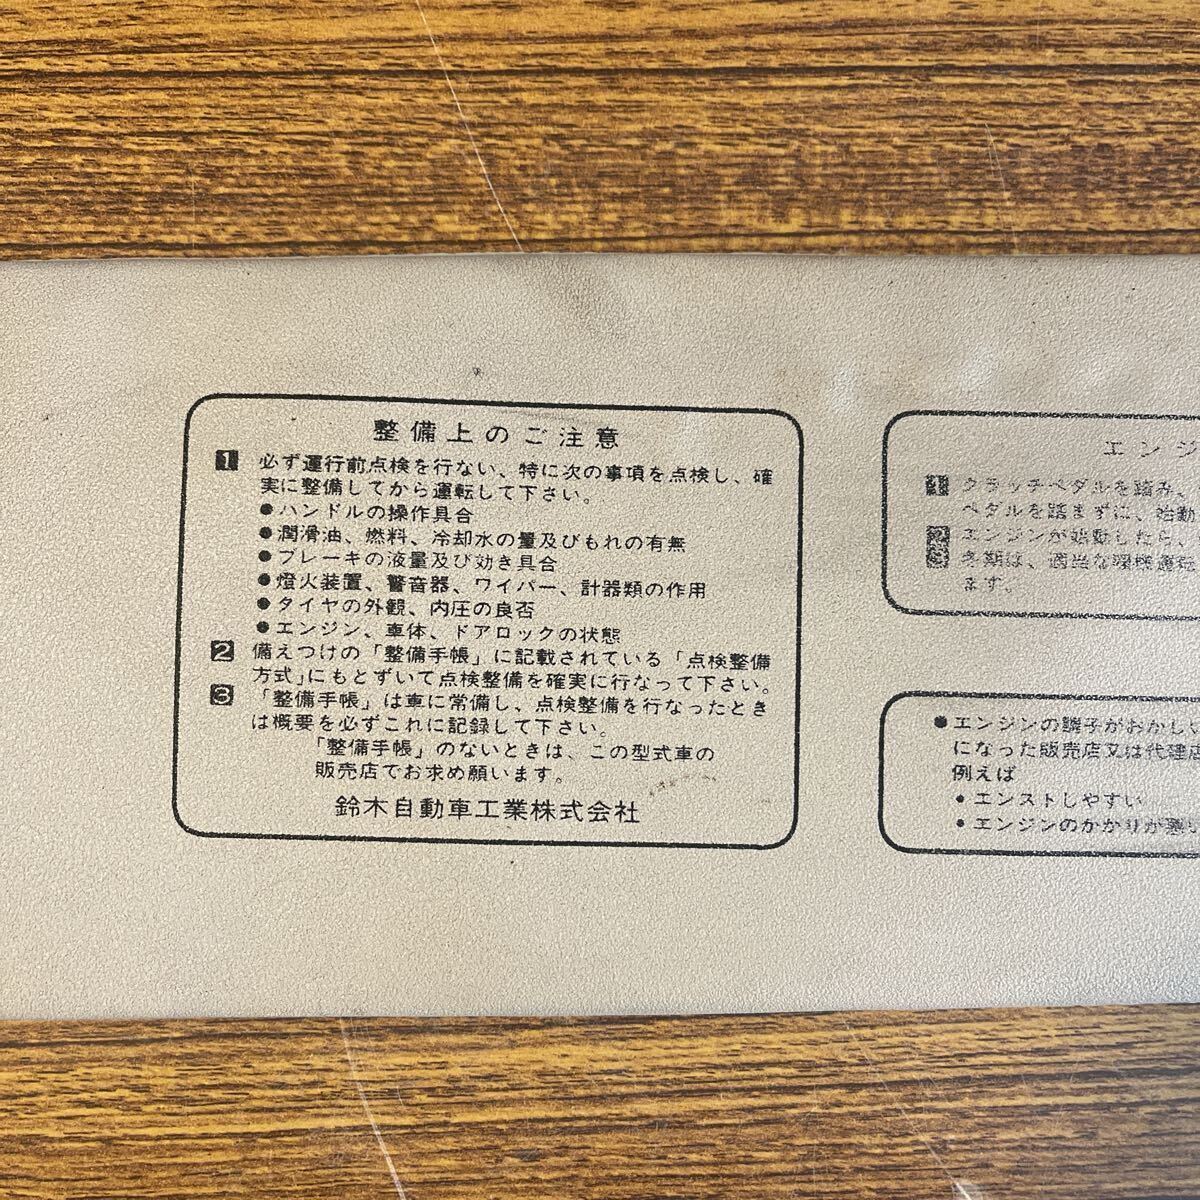 整備上のご注意
1 必ず運行前点検を行ない、特に次の事項を点検し、確
実に整備してから運転して下さい。
●ハンドルの操作具合
●潤滑油、燃料、冷却水の量及びもれの有無
●ブレーキの液量及び効き具合
●燈火装置、警音器、ワイパー、計器類の作用
●タイヤの外観、内圧の良否
●エンジン、車体、ドアロックの状態
2 備えつけの「整備手帳」に記載されている「点検整備
方式」にもとずいて点検整備を確実に行なって下さい。
3 「整備手帳」は車に常備し、点検整備を行なったとき
は概要を必ずこれに記録して下さい。
「整備手帳」のないときは、この型式車の
販売店でお求め願います。
鈴木自動車工業株式会社
エンジ
1 クラッチペダルを踏み、
ペダルを踏まずに、始動
2 エンジンが始動したら、
冬期は、適当な暖機運転
ます。
●エンジンの調子がおかしい
になった販売店又は代理店
例えば
•エンストしやすい
•エンジンのかかりが悪い